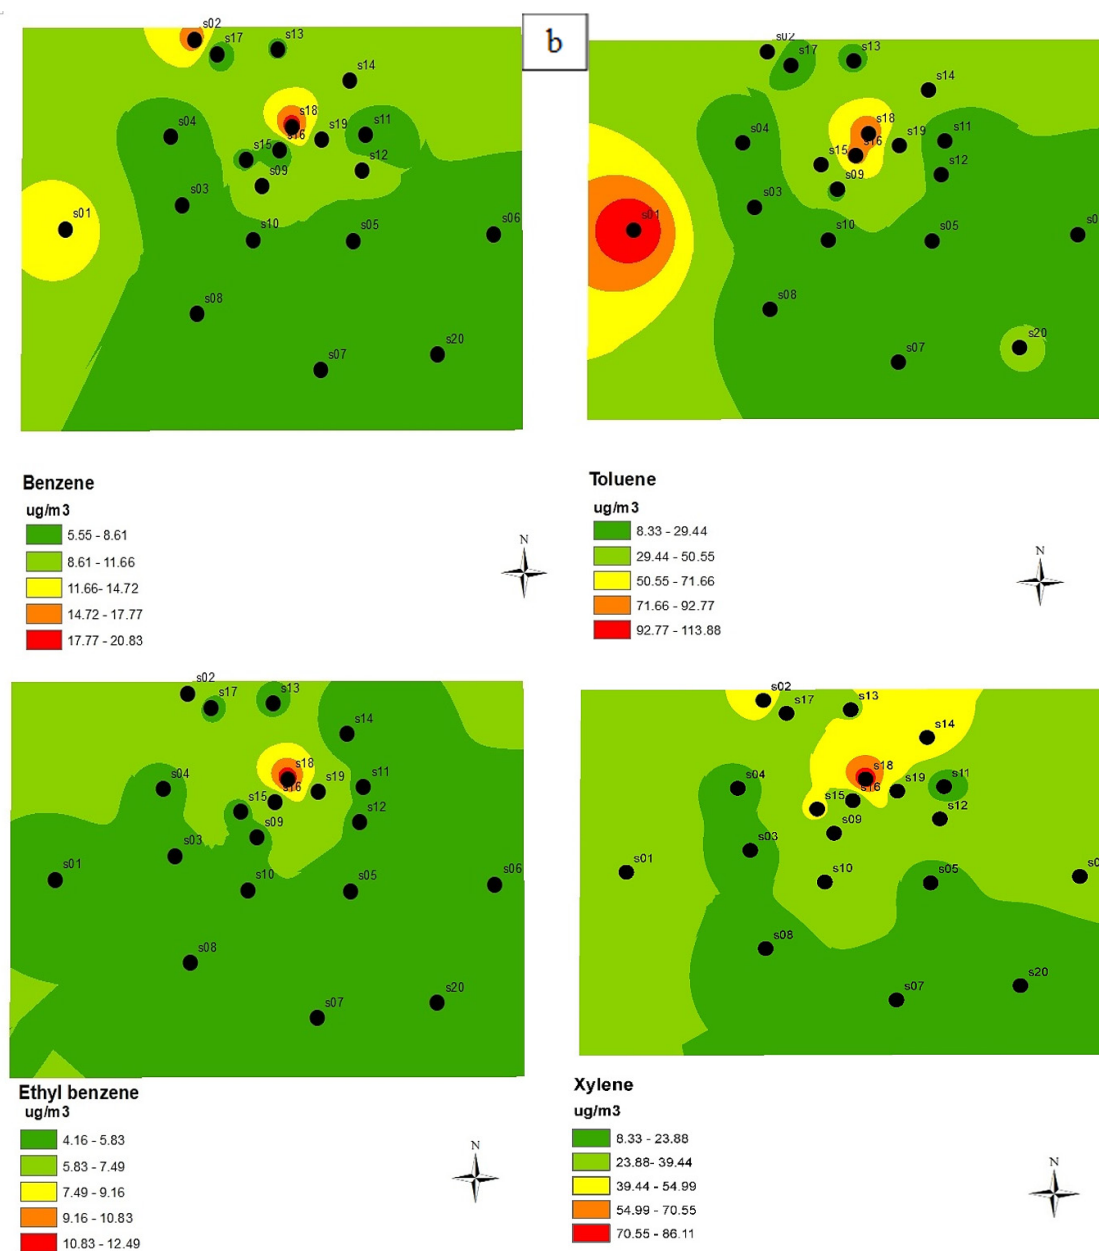 b
s02
s17
s13
s14
s18
s16
s19
s11
s04
s15
s12
s09
s03
s01
s10
s05
s06
s08
s20
s07
s02
s17
s13
s14
s18
s16
s19
s11
s04
s15
s12
s09
s03
s01
s10
s05
s0
s08
s20
s07
Benzene
ug/m3
5.55 - 8.61
8.61 - 11.66
11.66- 14.72
14.72 - 17.77
17.77 - 20.83
N
Toluene
ug/m3
8.33 - 29.44
29.44 - 50.55
50.55 - 71.66
71.66 - 92.77
92.77 - 113.88
N
s02
s17
s13
s14
s18
s16
s19
s11
s04
s15
s12
s09
s03
s01
s10
s05
s06
s08
s20
s07
s02
s17
s13
s14
s18
s16
s19
s11
s04
s15
s12
s09
s03
s01
s10
s05
s0
s08
s20
s07
Ethyl benzene
ug/m3
4.16 - 5.83
5.83 - 7.49
7.49 - 9.16
9.16 - 10.83
10.83 - 12.49
N
Xylene
ug/m3
8.33 - 23.88
23.88- 39.44
39.44 - 54.99
54.99 - 70.55
70.55 - 86.11
N